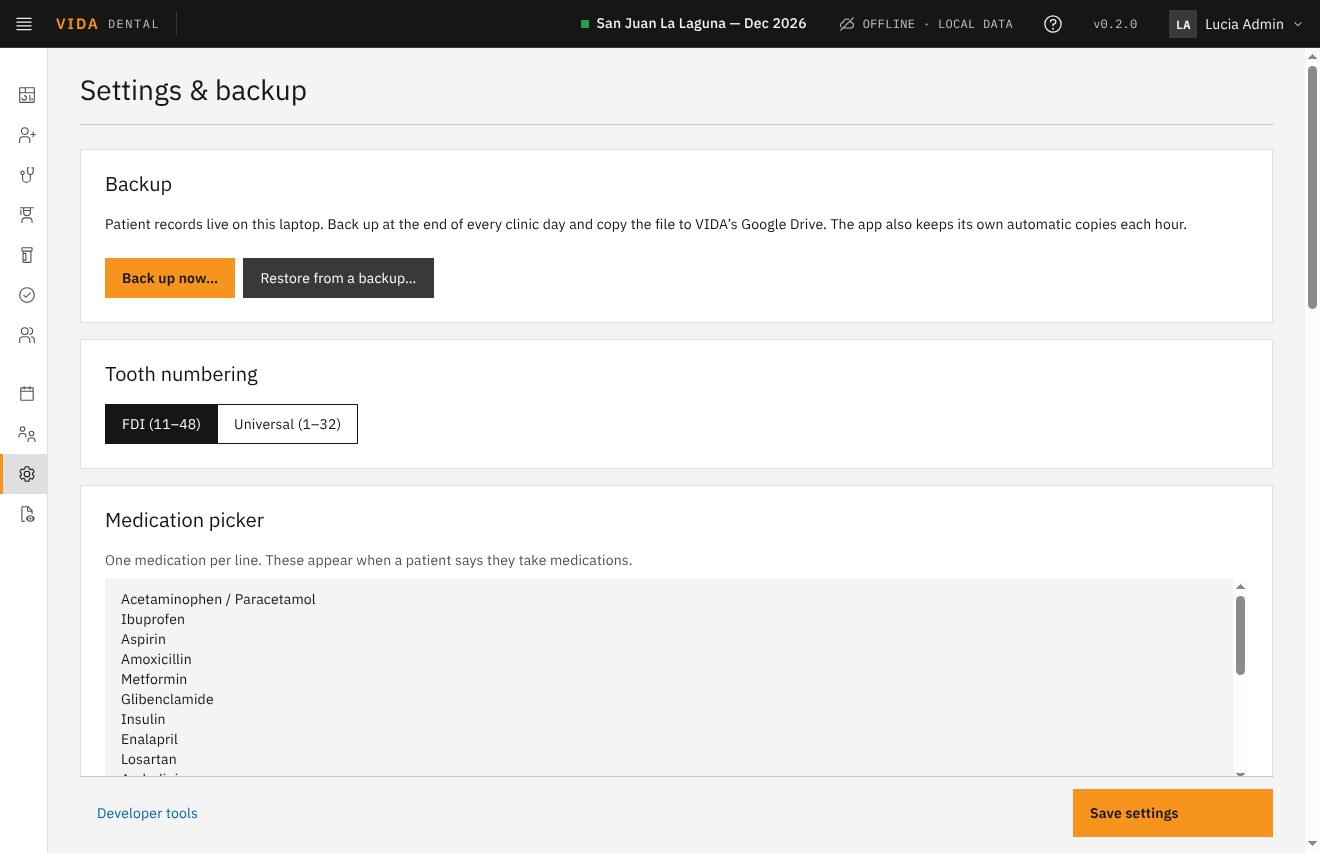 VIDA DENTAL
San Juan La Laguna — Dec 2026
OFFLINE · LOCAL DATA
v0.2.0
LA
Lucia Admin
Settings & backup
Backup
Patient records live on this laptop. Back up at the end of every clinic day and copy the file to VIDA’s Google Drive. The app also keeps its own automatic copies each hour.
Back up now...
Restore from a backup...
Tooth numbering
FDI (11–48)
Universal (1–32)
Medication picker
One medication per line. These appear when a patient says they take medications.
Acetaminophen / Paracetamol
Ibuprofen
Aspirin
Amoxicillin
Metformin
Glibenclamide
Insulin
Enalapril
Losartan
Developer tools
Save settings